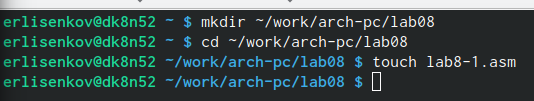 erlisenkov@dk8n52 ~ $ mkdir ~/work/arch-pc/lab08
erlisenkov@dk8n52 ~ $ cd ~/work/arch-pc/lab08
erlisenkov@dk8n52 ~/work/arch-pc/lab08 $ touch lab8-1.asm
erlisenkov@dk8n52 ~/work/arch-pc/lab08 $